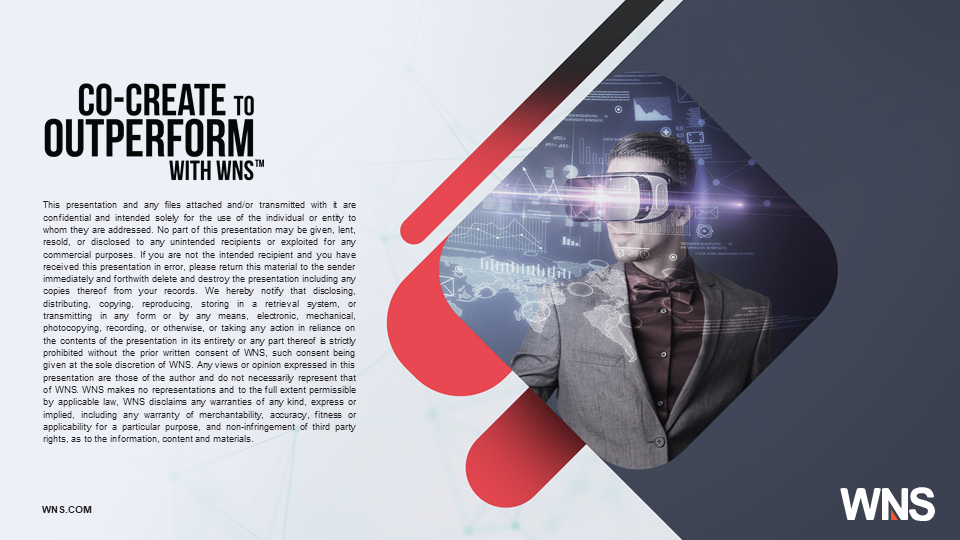 CO-CREATE TO
OUTPERFORM
WITH WNS™
This presentation and any files attached and/or transmitted with it are
confidential and intended solely for the use of the individual or entity to
whom they are addressed. No part of this presentation may be given, lent,
resold, or disclosed to any unintended recipients or exploited for any
commercial purposes. If you are not the intended recipient and you have
received this presentation in error, please return this material to the sender
immediately and forthwith delete and destroy the presentation including any
copies thereof from your records. We hereby notify that disclosing,
distributing, copying, reproducing, storing in a retrieval system, or
transmitting in any form or by any means, electronic, mechanical,
photocopying, recording, or otherwise, or taking any action in reliance on
the contents of the presentation in its entirety or any part thereof is strictly
prohibited without the prior written consent of WNS, such consent being
given at the sole discretion of WNS. Any views or opinion expressed in this
presentation are those of the author and do not necessarily represent that
of WNS. WNS makes no representations and to the full extent permissible
by applicable law, WNS disclaims any warranties of any kind, express or
implied, including any warranty of merchantability, accuracy, fitness or
applicability for a particular purpose, and non-infringement of third party
rights, as to the information, content and materials.
WNS.COM
WNS